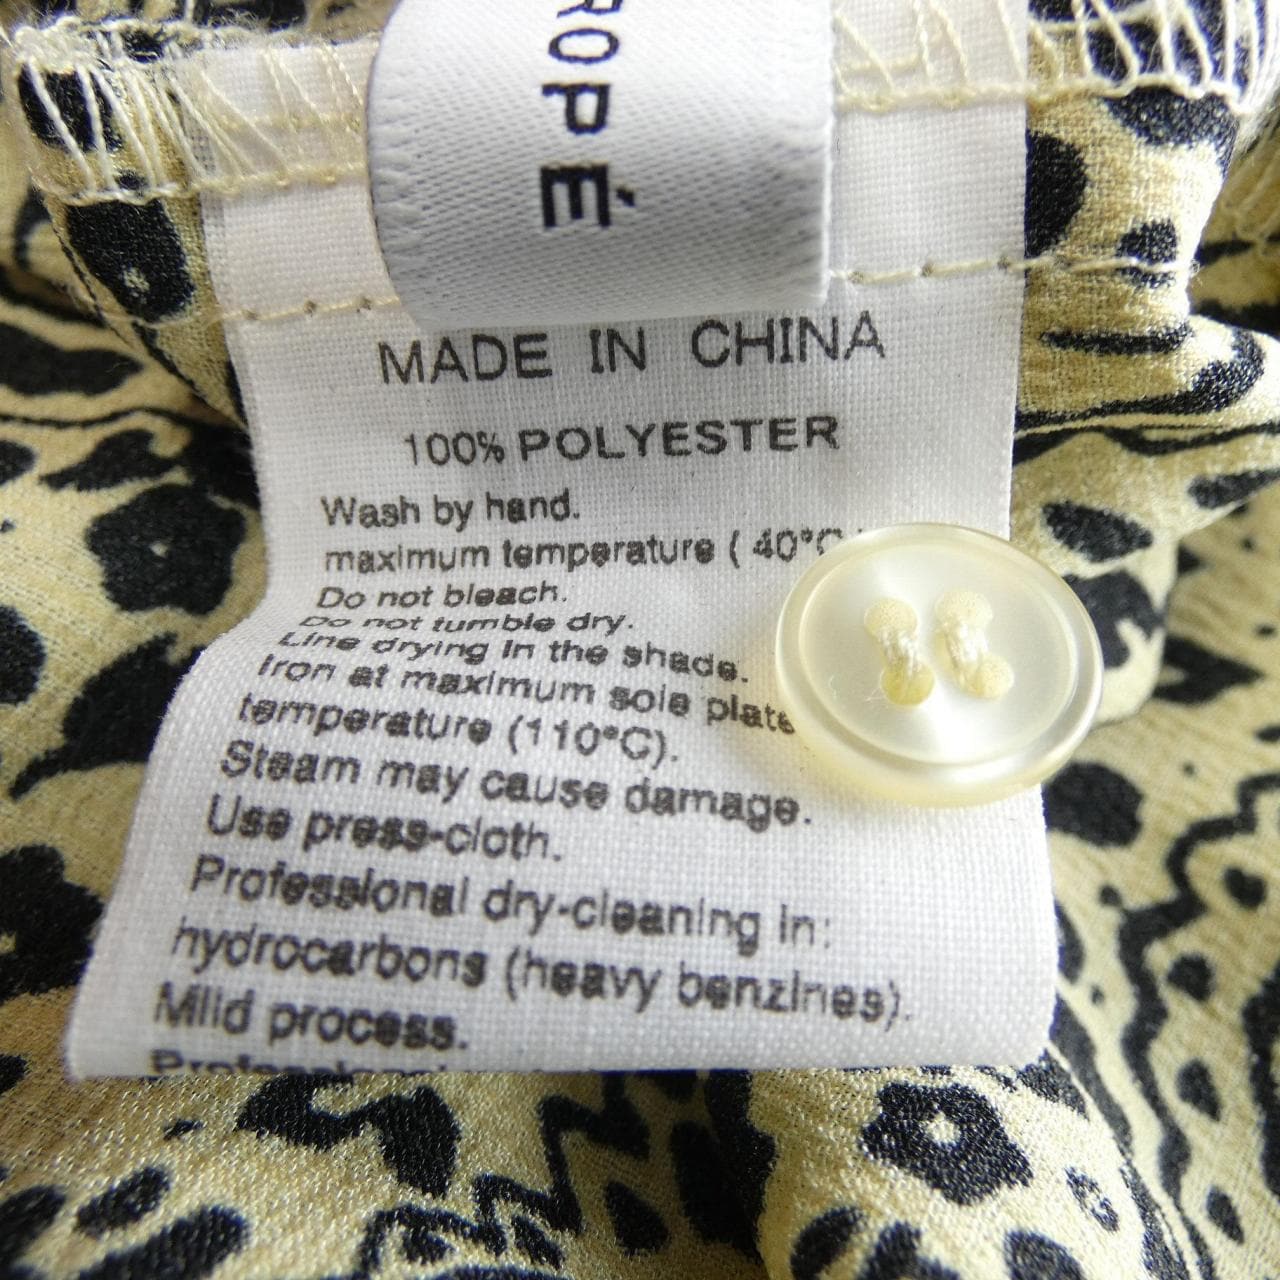 ROPÉ
MADE IN CHINA
100% POLYESTER
Wash by hand.
maximum temperature ( 40°C
Do not bleach.
Do not tumble dry.
Line drying in the shade.
Iron at maximum sole plate
temperature (110°C).
Steam may cause damage.
Use press-cloth.
Professional dry-cleaning in:
hydrocarbons (heavy benzines).
Mild process.